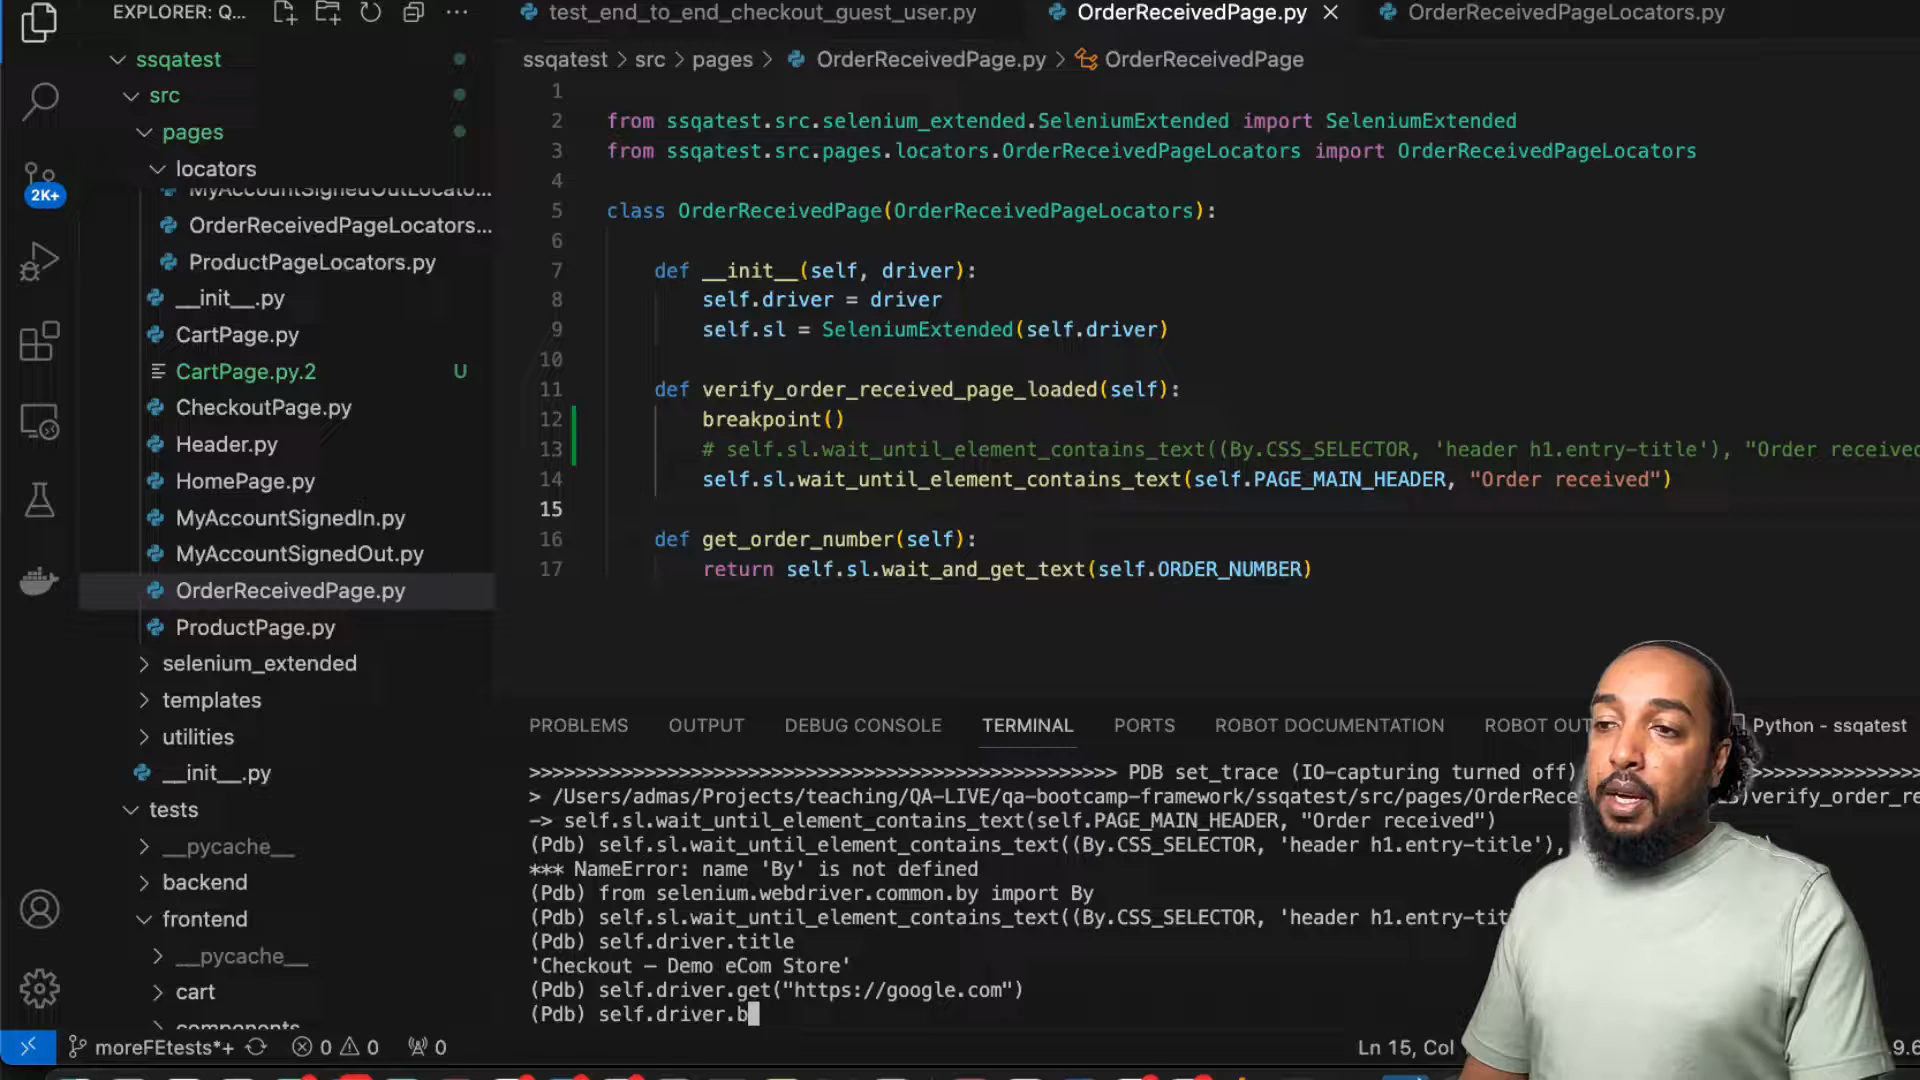 EXPLORER: Q...
ssqatest
src
pages
locators
MyAccountSignedOutLocato...
OrderReceivedPageLocators...
ProductPageLocators.py
__init__.py
CartPage.py
CartPage.py.2 U
CheckoutPage.py
Header.py
HomePage.py
MyAccountSignedIn.py
MyAccountSignedOut.py
OrderReceivedPage.py
ProductPage.py
selenium_extended
templates
utilities
__init__.py
tests
__pycache__
backend
frontend
__pycache__
cart
components
2K+
test_end_to_end_checkout_guest_user.py OrderReceivedPage.py OrderReceivedPageLocators.py
ssqatest > src > pages > OrderReceivedPage.py > OrderReceivedPage
1
2 from ssqatest.src.selenium_extended.SeleniumExtended import SeleniumExtended
3 from ssqatest.src.pages.locators.OrderReceivedPageLocators import OrderReceivedPageLocators
4
5 class OrderReceivedPage(OrderReceivedPageLocators):
6
7 def __init__(self, driver):
8 self.driver = driver
9 self.sl = SeleniumExtended(self.driver)
10
11 def verify_order_received_page_loaded(self):
12 breakpoint()
13 # self.sl.wait_until_element_contains_text((By.CSS_SELECTOR, 'header h1.entry-title'), "Order received
14 self.sl.wait_until_element_contains_text(self.PAGE_MAIN_HEADER, "Order received")
15
16 def get_order_number(self):
17 return self.sl.wait_and_get_text(self.ORDER_NUMBER)
PROBLEMS OUTPUT DEBUG CONSOLE TERMINAL PORTS ROBOT DOCUMENTATION ROBOT OU Python - ssqatest
>>>>>>>>>>>>>>>>>>>>>>>>>>>>>>>>>>>>>>>>>>>>>>>>> PDB set_trace (IO-capturing turned off) >>>>>>>>>>>>>>
> /Users/admas/Projects/teaching/QA-LIVE/qa-bootcamp-framework/ssqatest/src/pages/OrderRece )verify_order_re
-> self.sl.wait_until_element_contains_text(self.PAGE_MAIN_HEADER, "Order received")
(Pdb) self.sl.wait_until_element_contains_text((By.CSS_SELECTOR, 'header h1.entry-title'),
*** NameError: name 'By' is not defined
(Pdb) from selenium.webdriver.common.by import By
(Pdb) self.sl.wait_until_element_contains_text((By.CSS_SELECTOR, 'header h1.entry-tit
(Pdb) self.driver.title
'Checkout – Demo eCom Store'
(Pdb) self.driver.get("https://google.com")
(Pdb) self.driver.b
moreFEtests*+ 0 0 0 Ln 15, Col 9.6